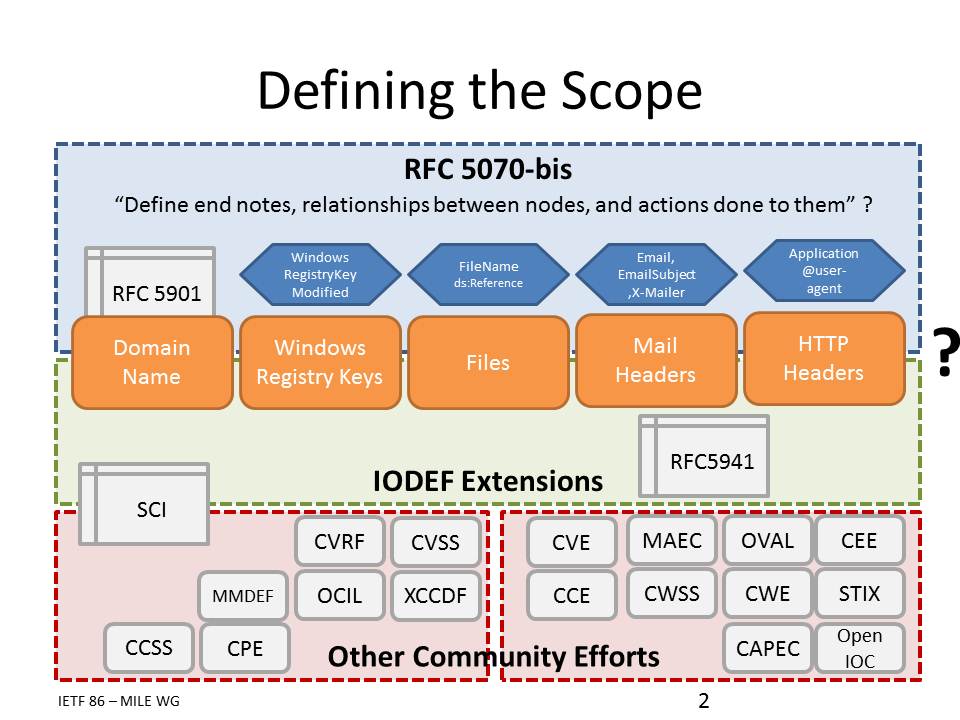 Defining the Scope
RFC 5070-bis
“Define end notes, relationships between nodes, and actions done to them” ?
RFC 5901
Windows
RegistryKey
Modified
FileName
ds:Reference
Email,
EmailSubject
,X-Mailer
Application
@user-
agent
Domain
Name
Windows
Registry Keys
Files
Mail
Headers
HTTP
Headers
?
RFC5941
IODEF Extensions
SCI
CVRF
CVSS
CVE
MAEC
OVAL
CEE
MMDEF
OCIL
XCCDF
CCE
CWSS
CWE
STIX
CCSS
CPE
CAPEC
Open
IOC
Other Community Efforts
IETF 86 – MILE WG
2